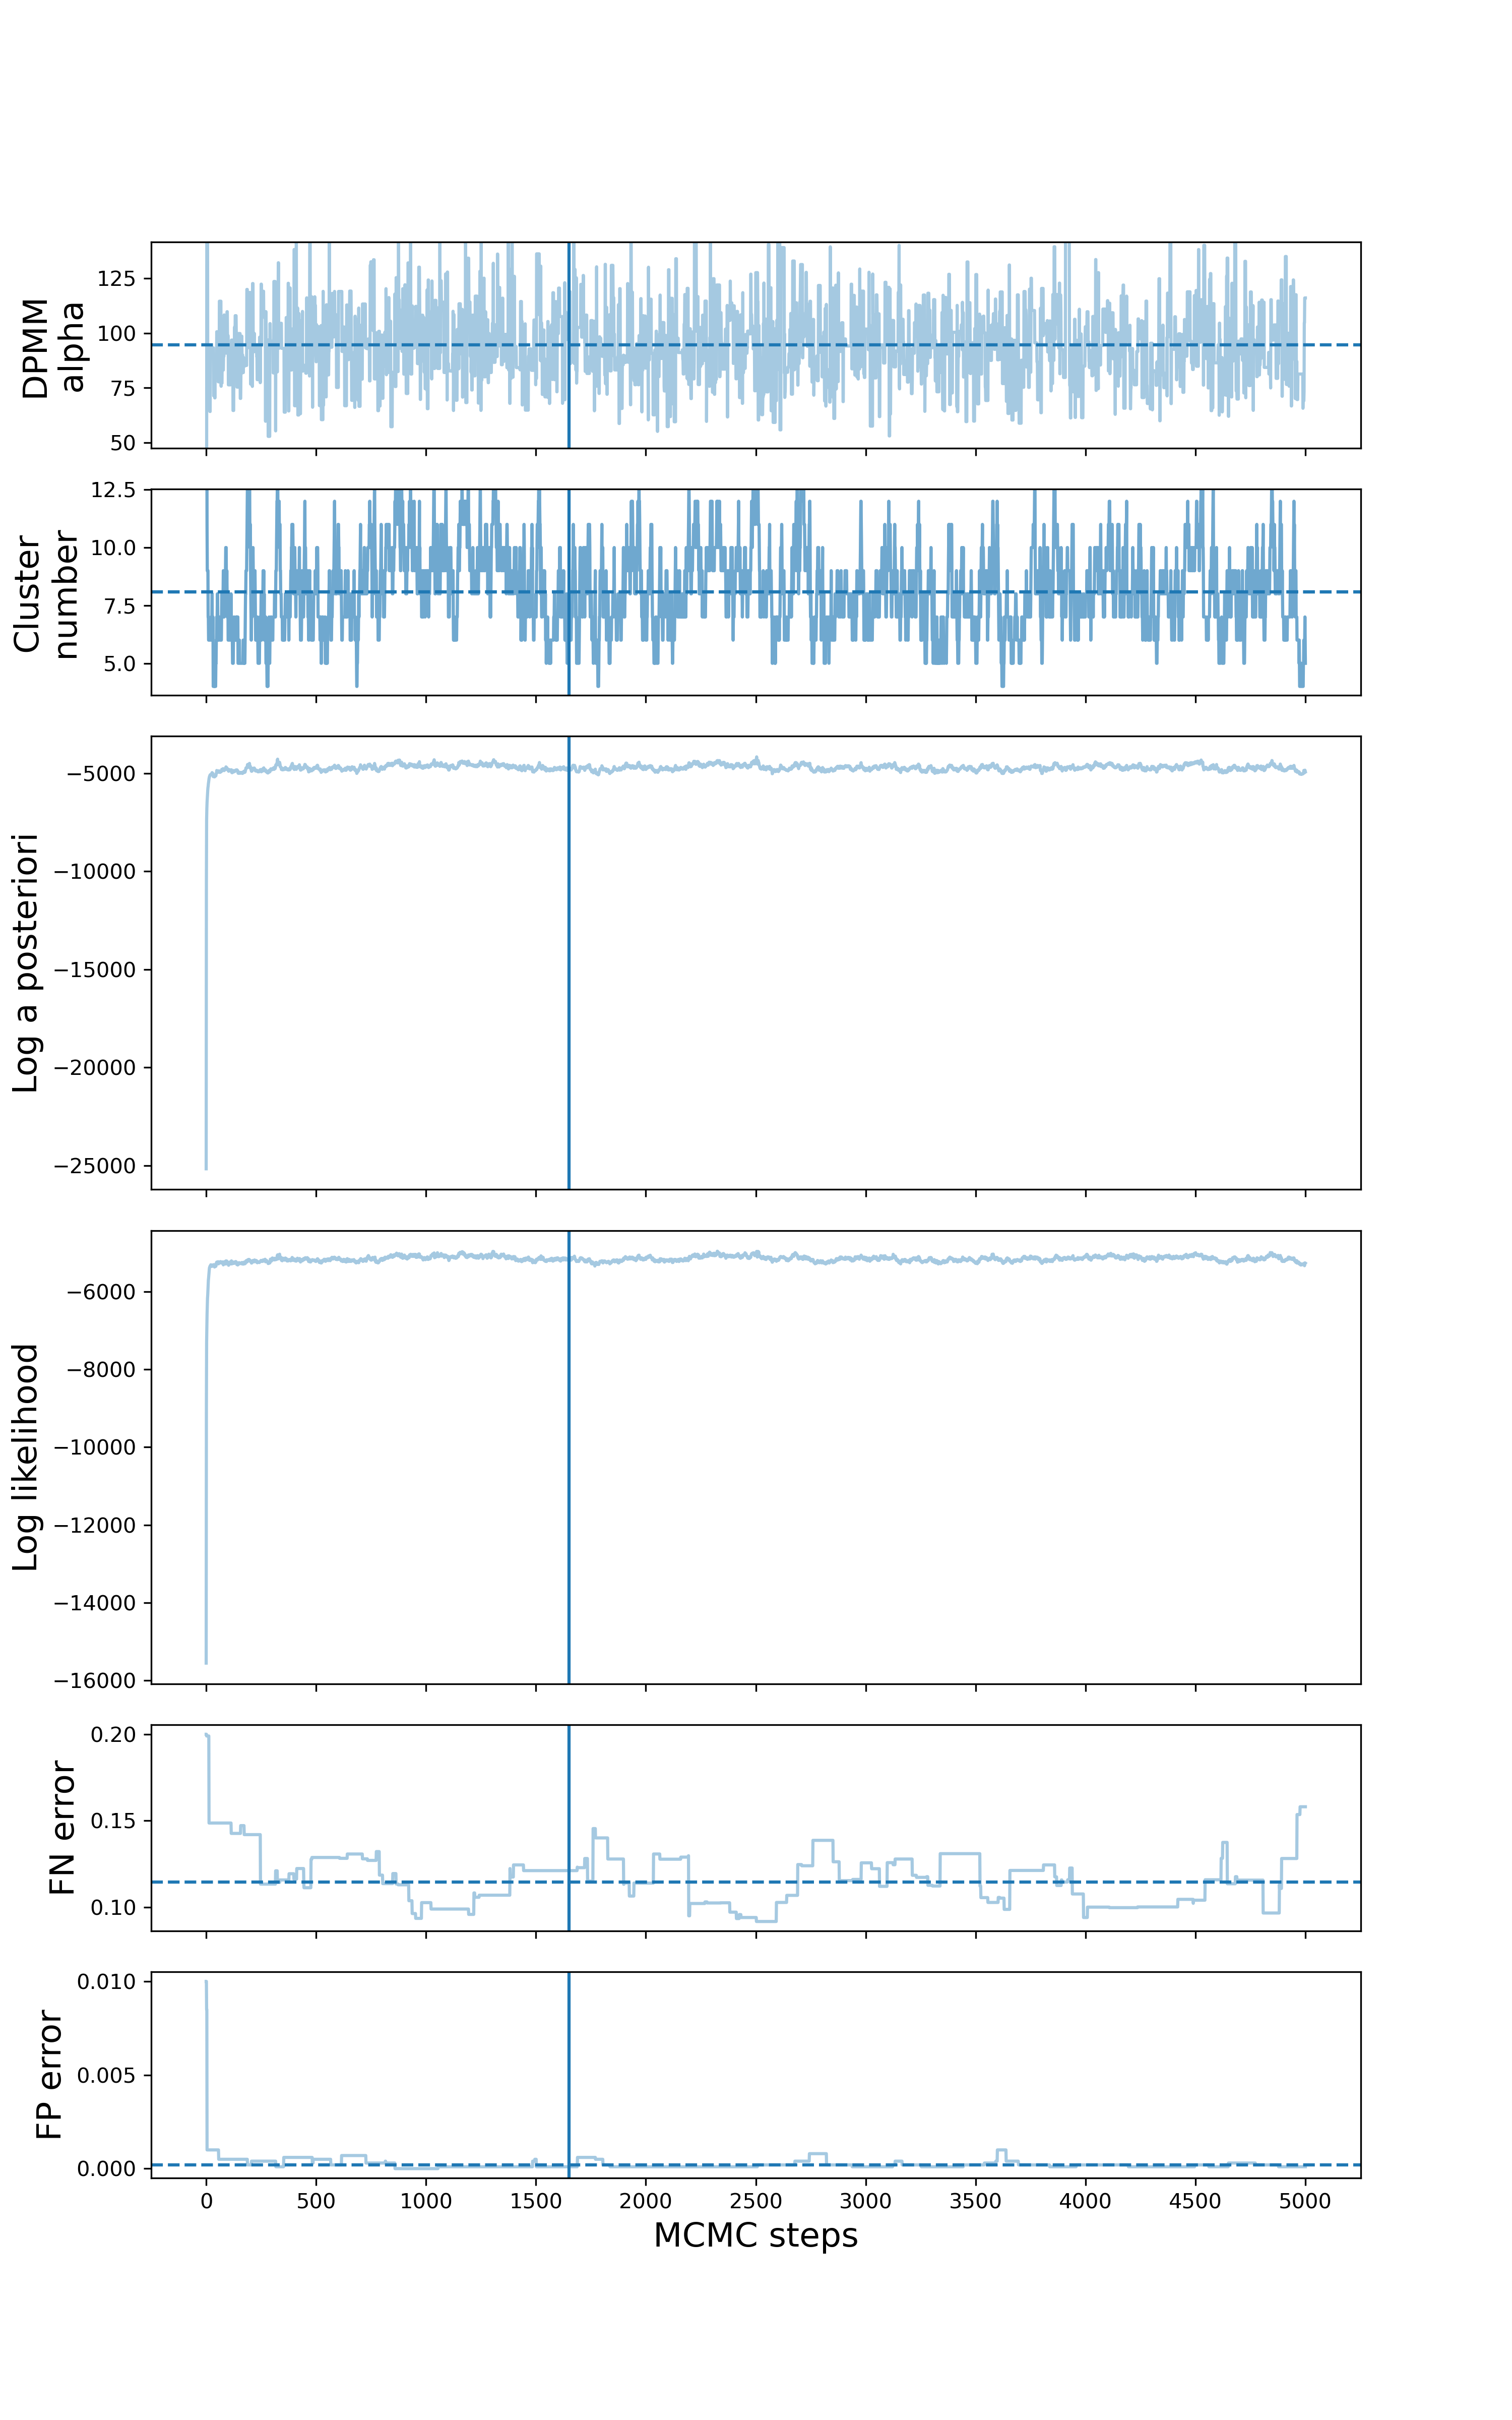 DPMM
alpha
125
100
75
50
Cluster
number
12.5
10.0
7.5
5.0
Log a posteriori
−5000
−10000
−15000
−20000
−25000
Log likelihood
−6000
−8000
−10000
−12000
−14000
−16000
FN error
0.20
0.15
0.10
FP error
0.010
0.005
0.000
0 500 1000 1500 2000 2500 3000 3500 4000 4500 5000
MCMC steps